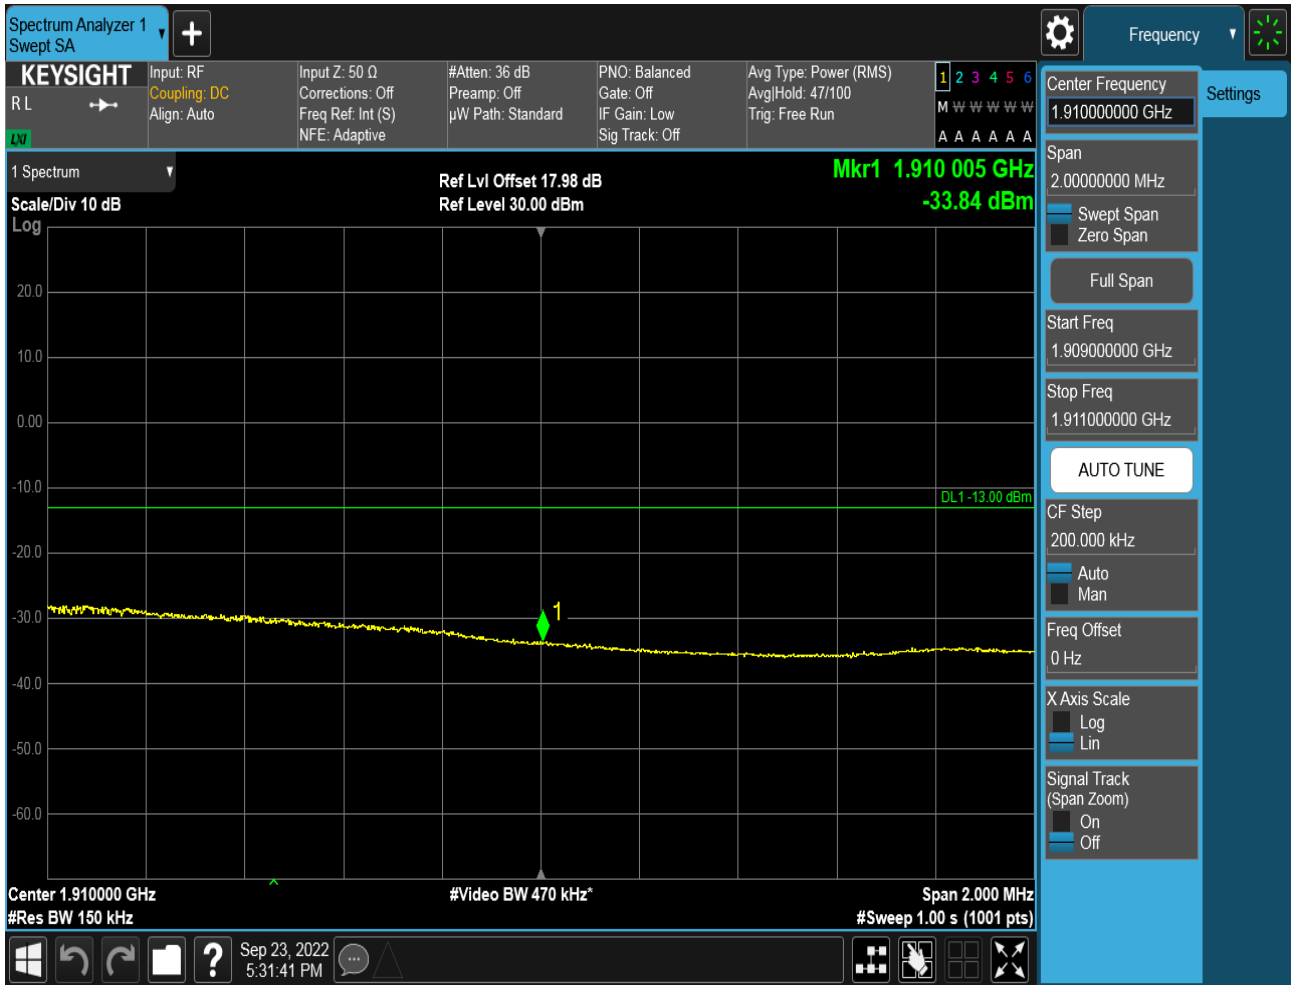 Spectrum Analyzer 1
Swept SA
Frequency
KEYSIGHT
R L
LXI
Input: RF
Coupling: DC
Align: Auto
Input Z: 50 Ω
Corrections: Off
Freq Ref: Int (S)
NFE: Adaptive
#Atten: 36 dB
Preamp: Off
µW Path: Standard
PNO: Balanced
Gate: Off
IF Gain: Low
Sig Track: Off
Avg Type: Power (RMS)
Avg|Hold: 47/100
Trig: Free Run
1 2 3 4 5 6
M W W W W W
A A A A A A
1 Spectrum
Scale/Div 10 dB
Log
Ref Lvl Offset 17.98 dB
Ref Level 30.00 dBm
Mkr1 1.910 005 GHz
-33.84 dBm
20.0
10.0
0.00
-10.0
DL1 -13.00 dBm
-20.0
-30.0
1
-40.0
-50.0
-60.0
Center 1.910000 GHz
#Video BW 470 kHz*
Span 2.000 MHz
#Res BW 150 kHz
#Sweep 1.00 s (1001 pts)
Sep 23, 2022
5:31:41 PM
Center Frequency
1.910000000 GHz
Settings
Span
2.00000000 MHz
Swept Span
Zero Span
Full Span
Start Freq
1.909000000 GHz
Stop Freq
1.911000000 GHz
AUTO TUNE
CF Step
200.000 kHz
Auto
Man
Freq Offset
0 Hz
X Axis Scale
Log
Lin
Signal Track
(Span Zoom)
On
Off